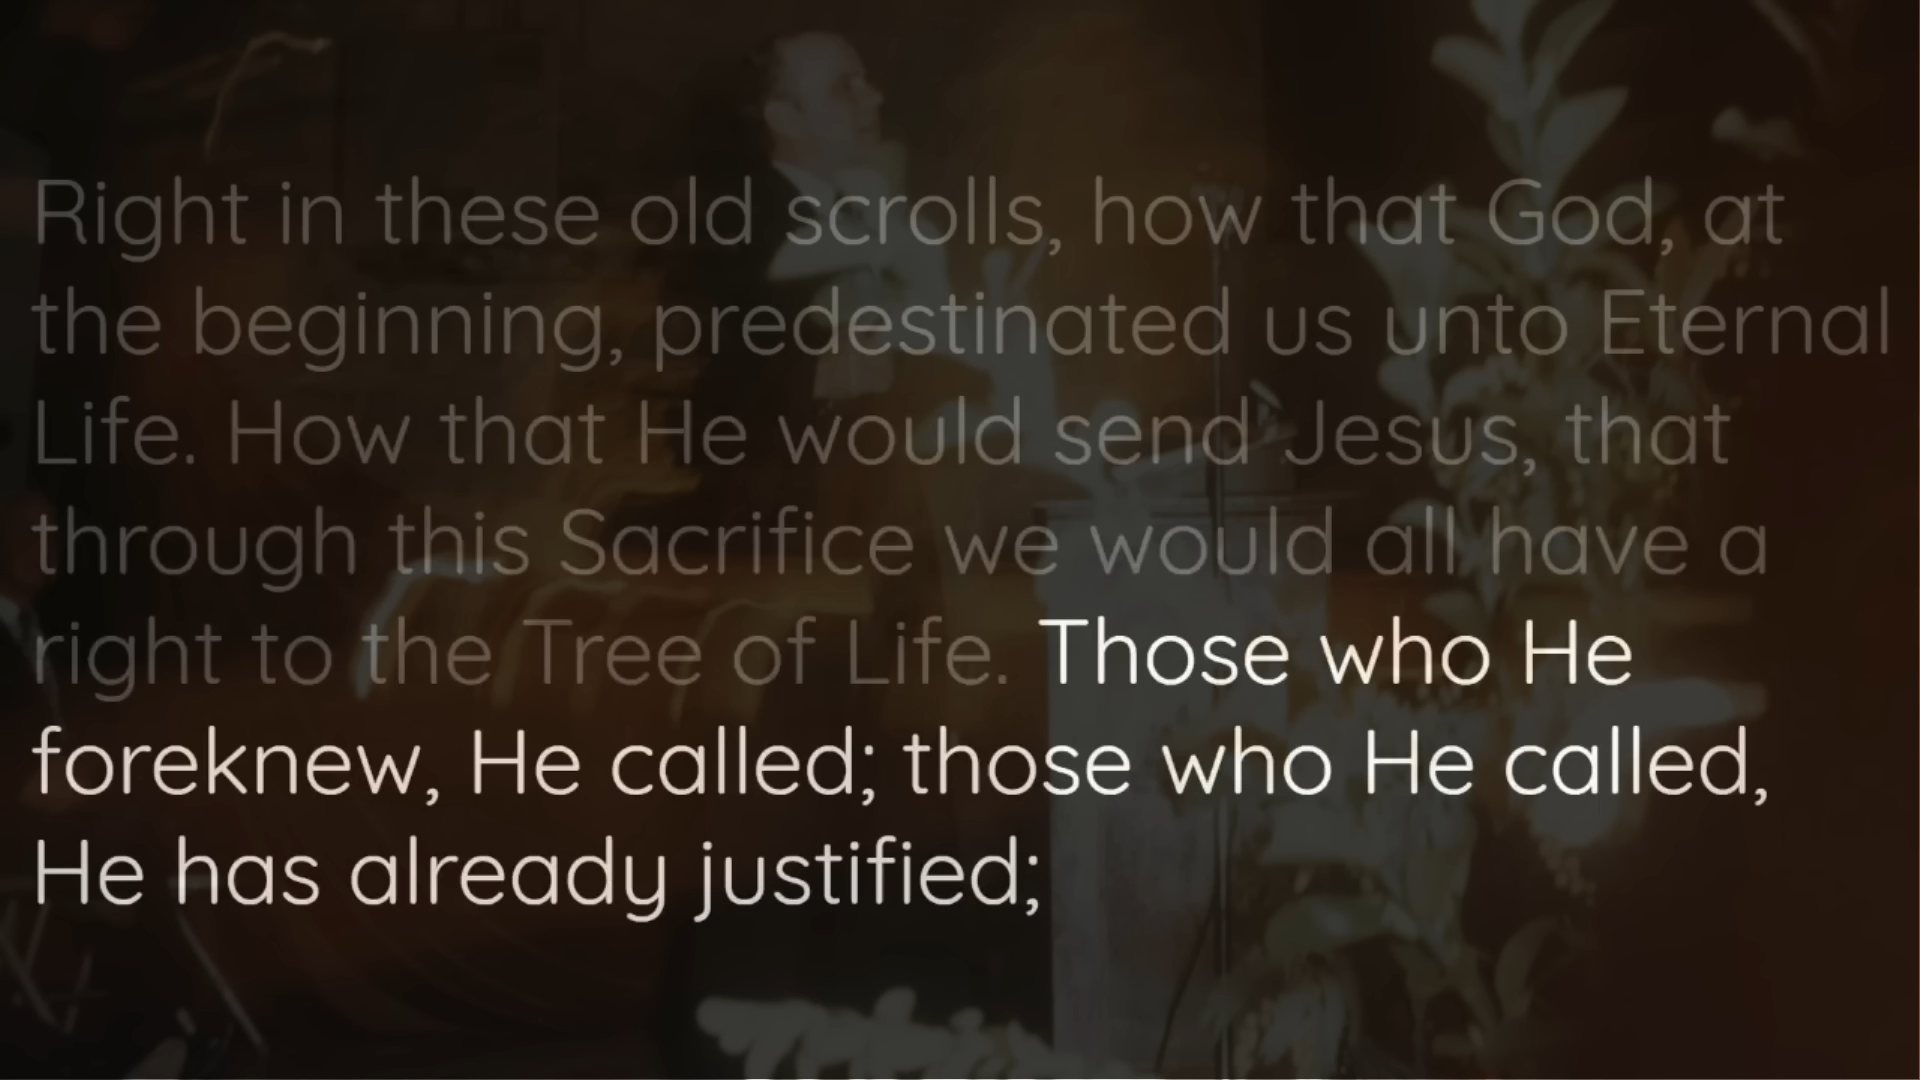 Right in these old scrolls, how that God, at
the beginning, predestinated us unto Eternal
Life. How that He would send Jesus, that
through this Sacrifice we would all have a
right to the Tree of Life. Those who He
foreknew, He called; those who He called,
He has already justified;